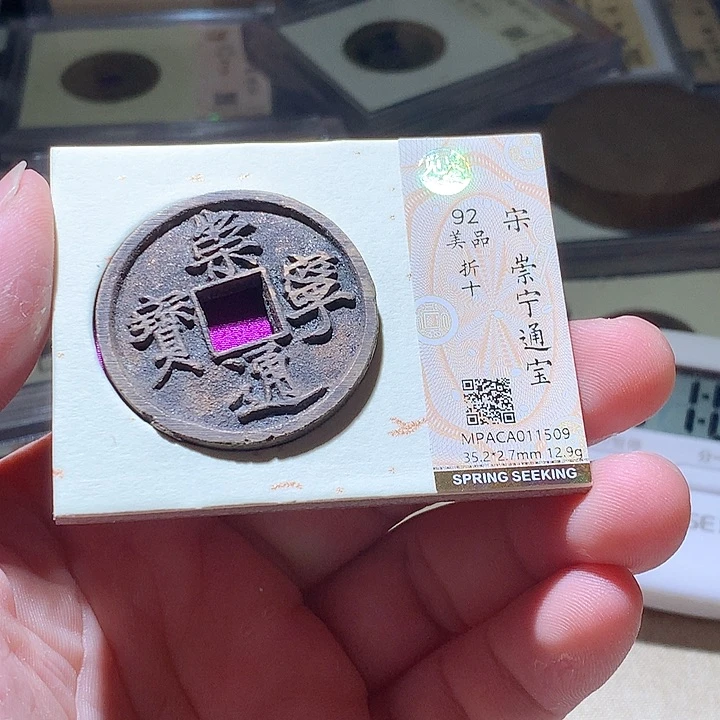 崇
寧
通
寶
92
美品
折十
宋 崇宁通宝
MPACA011509
35.2*2.7mm 12.9g
SPRING SEEKING